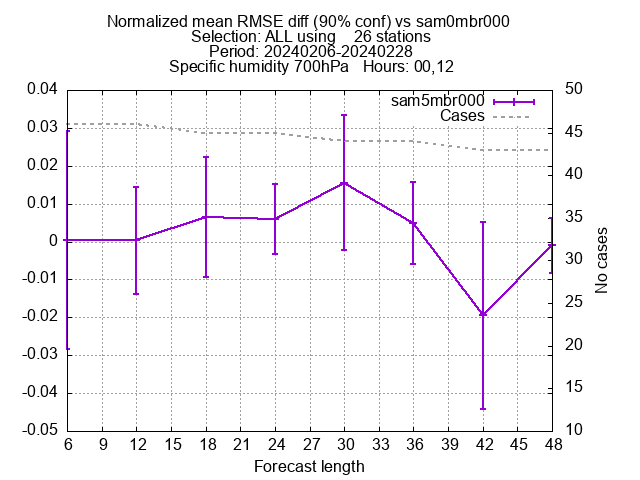 Normalized mean RMSE diff (90% conf) vs sam0mbr000
Selection: ALL using    26 stations
Period: 20240206-20240228
Specific humidity 700hPa   Hours: 00,12
sam5mbr000
Cases
0.04
0.03
0.02
0.01
0
-0.01
-0.02
-0.03
-0.04
-0.05
50
45
40
35
30
25
20
15
10
No cases
6 9 12 15 18 21 24 27 30 33 36 39 42 45 48
Forecast length